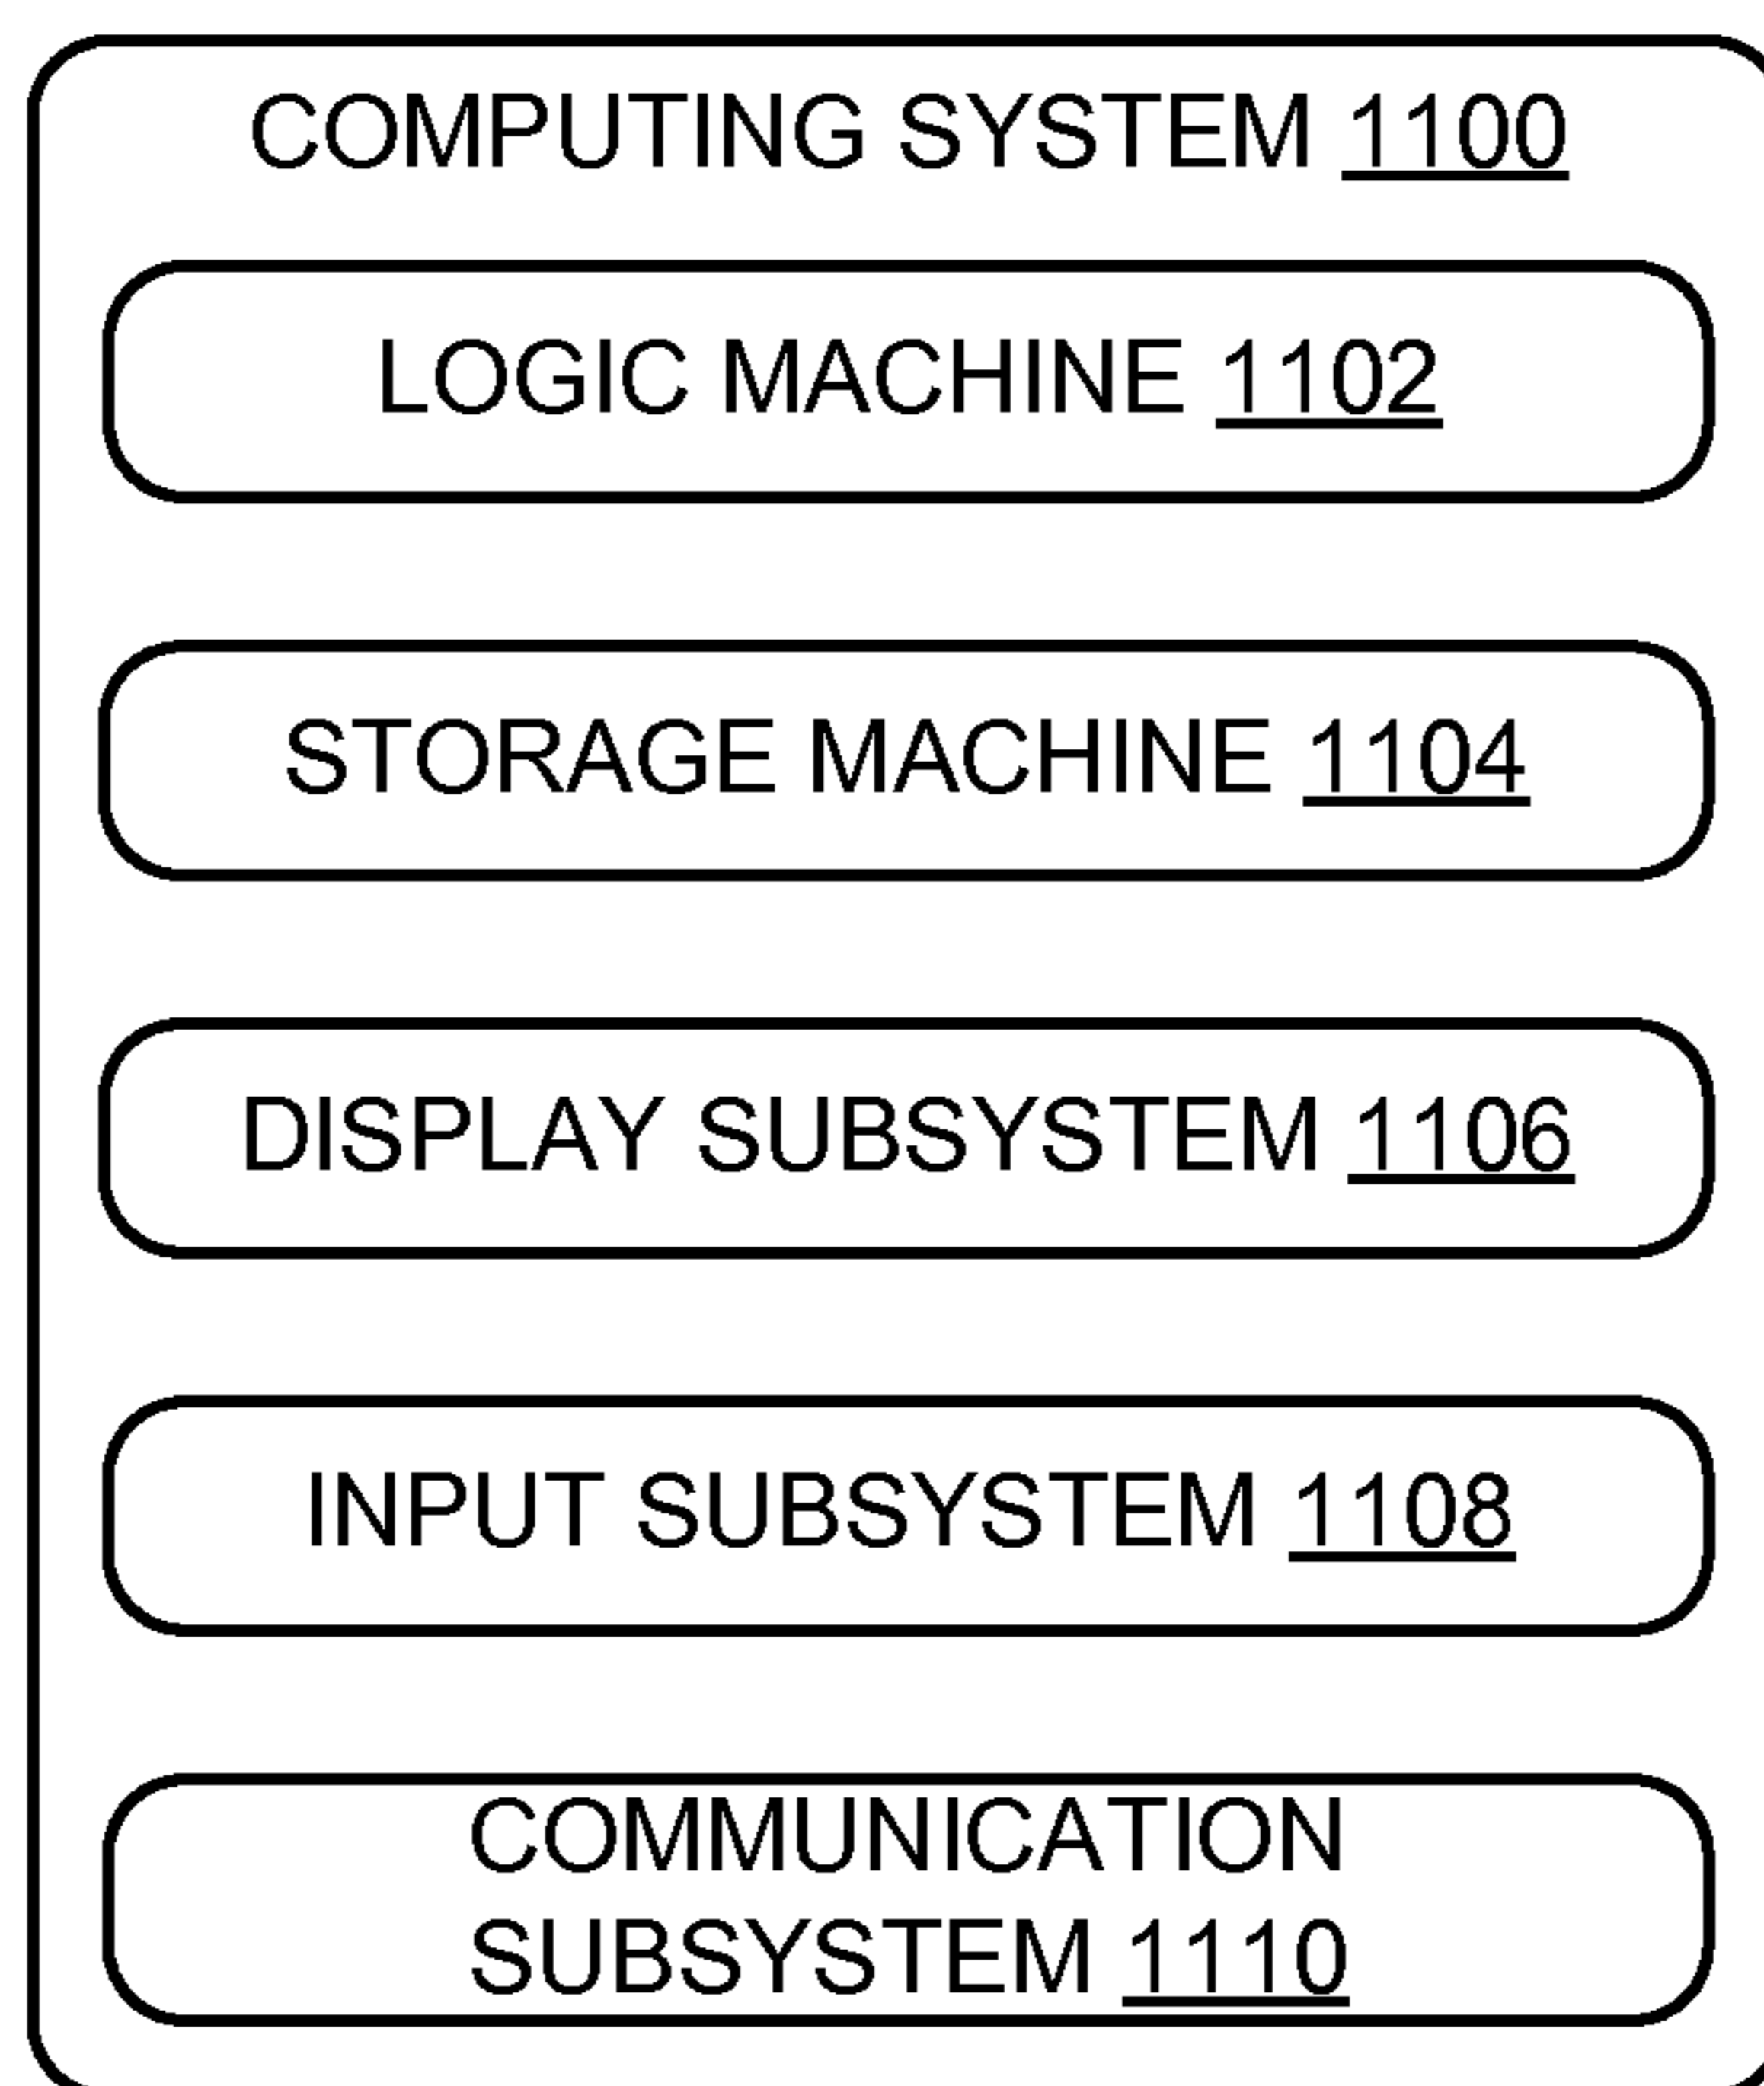 COMPUTING SYSTEM 1100
LOGIC MACHINE 1102
STORAGE MACHINE 1104
DISPLAY SUBSYSTEM 1106
INPUT SUBSYSTEM 1108
COMMUNICATION
SUBSYSTEM 1110